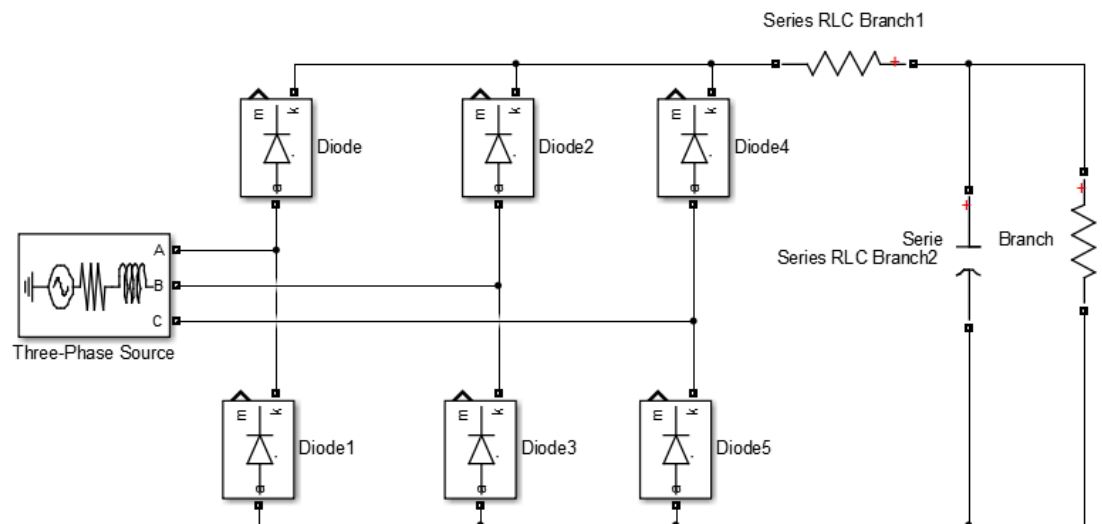 Series RLC Branch1
m
k
a
Diode
m
k
a
Diode2
m
k
a
Diode4
A
B
C
Three-Phase Source
Serie
Branch
Series RLC Branch2
m
k
a
Diode1
m
k
a
Diode3
m
k
a
Diode5